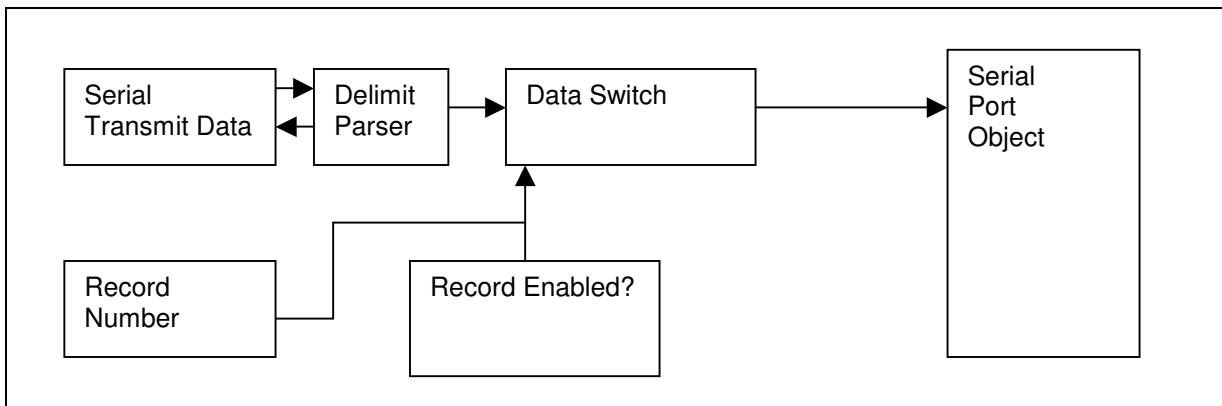 Serial
Transmit Data
Delimit
Parser
Data Switch
Serial
Port
Object
Record
Number
Record Enabled?